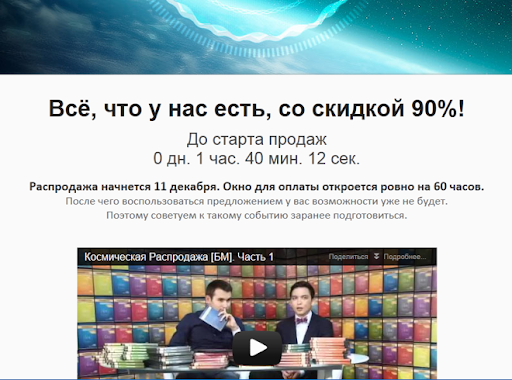 Всё, что у нас есть, со скидкой 90%!
До старта продаж
0 дн. 1 час. 40 мин. 12 сек.
Распродажа начнется 11 декабря. Окно для оплаты откроется ровно на 60 часов.
После чего воспользоваться предложением у вас возможности уже не будет.
Поэтому советуем к такому событию заранее подготовиться.
Космическая Распродажа [БМ]. Часть 1
Поделиться
Подробнее...